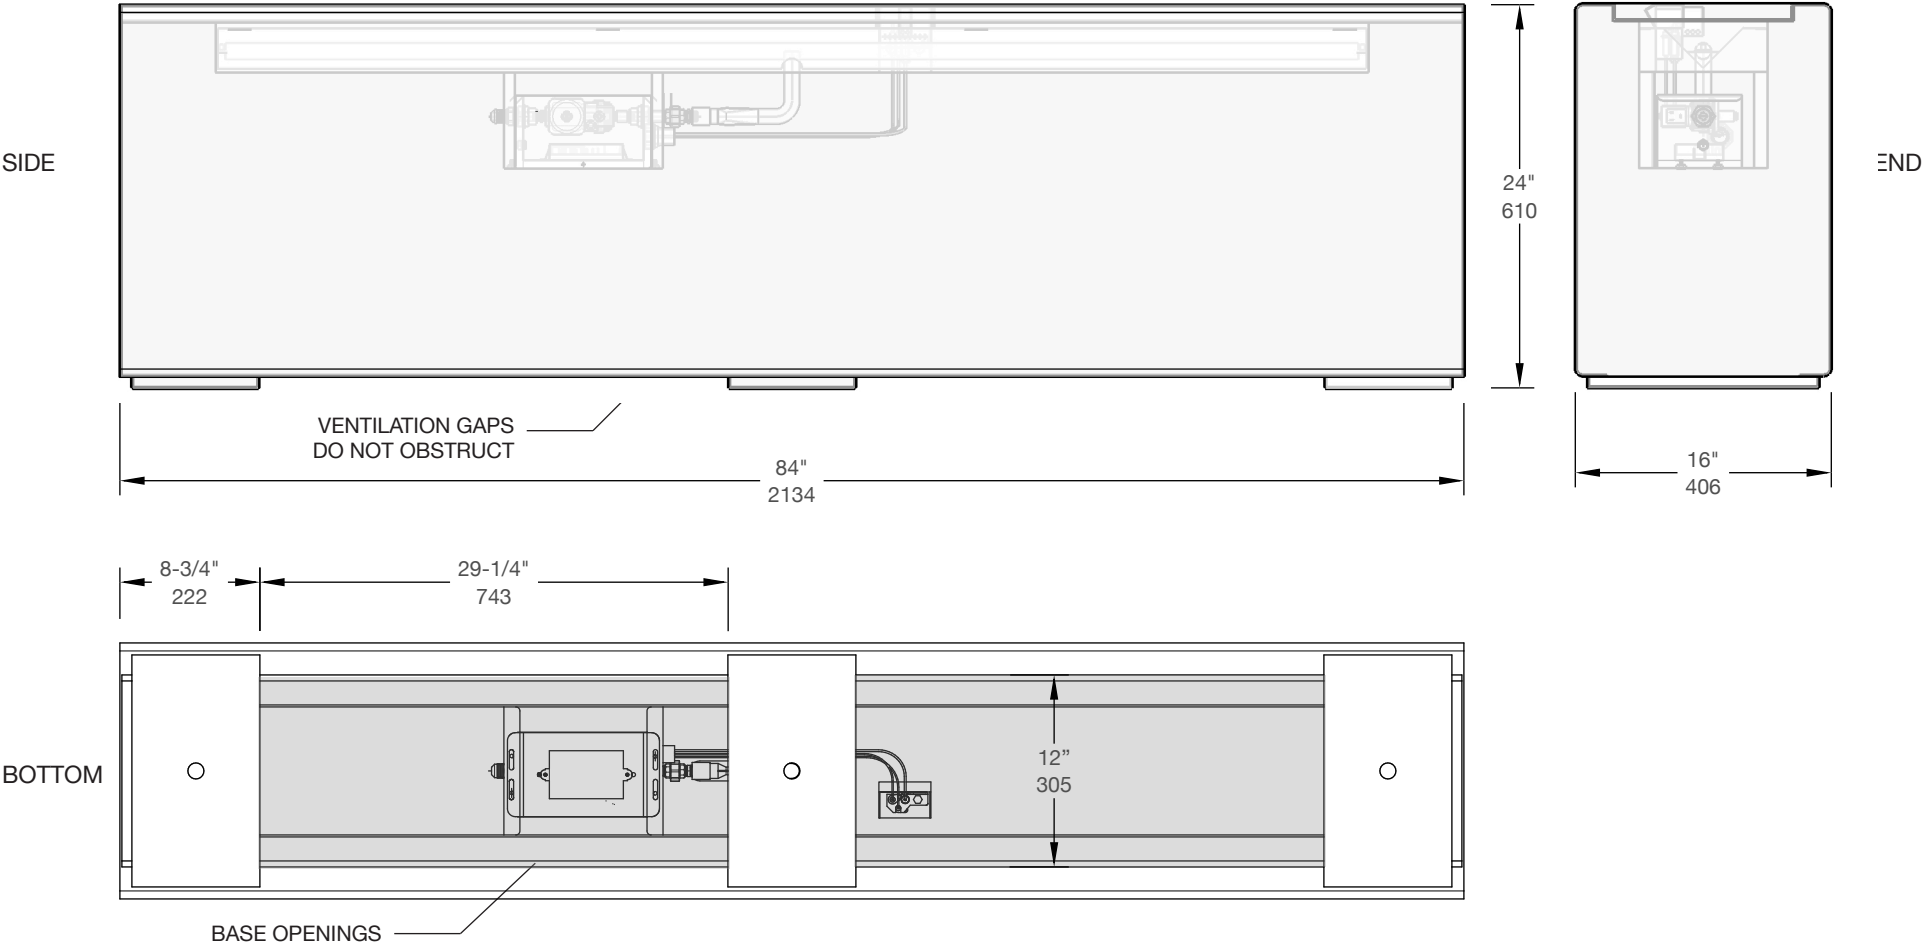 SIDE
24"
610
END
VENTILATION GAPS
DO NOT OBSTRUCT
84"
2134
16"
406
8-3/4"
222
29-1/4"
743
BOTTOM
12”
305
BASE OPENINGS